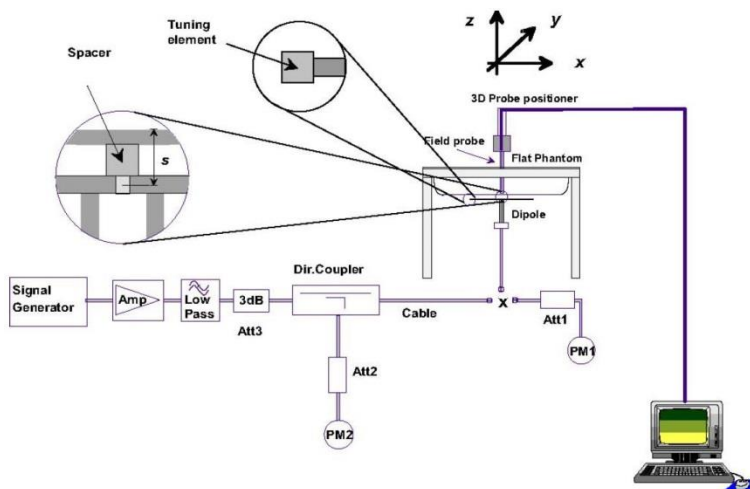 Tuning
element
Spacer
s
z
y
x
3D Probe positioner
Field probe
Flat Phantom
Dipole
Signal
Generator
Amp
Low
Pass
3dB
Att3
Dir.Coupler
Cable
x
Att1
PM1
Att2
PM2